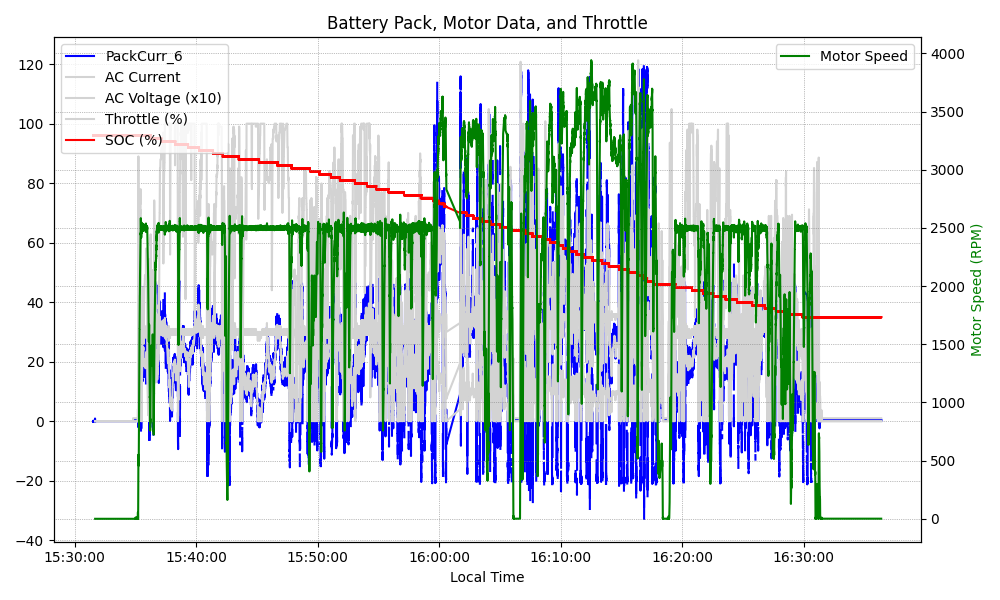 Battery Pack, Motor Data, and Throttle
PackCurr_6
AC Current
AC Voltage (x10)
Throttle (%)
SOC (%)
Motor Speed
120
100
80
60
40
20
0
−20
−40
4000
3500
3000
2500
2000
1500
1000
500
0
Motor Speed (RPM)
15:30:00 15:40:00 15:50:00 16:00:00 16:10:00 16:20:00 16:30:00
Local Time